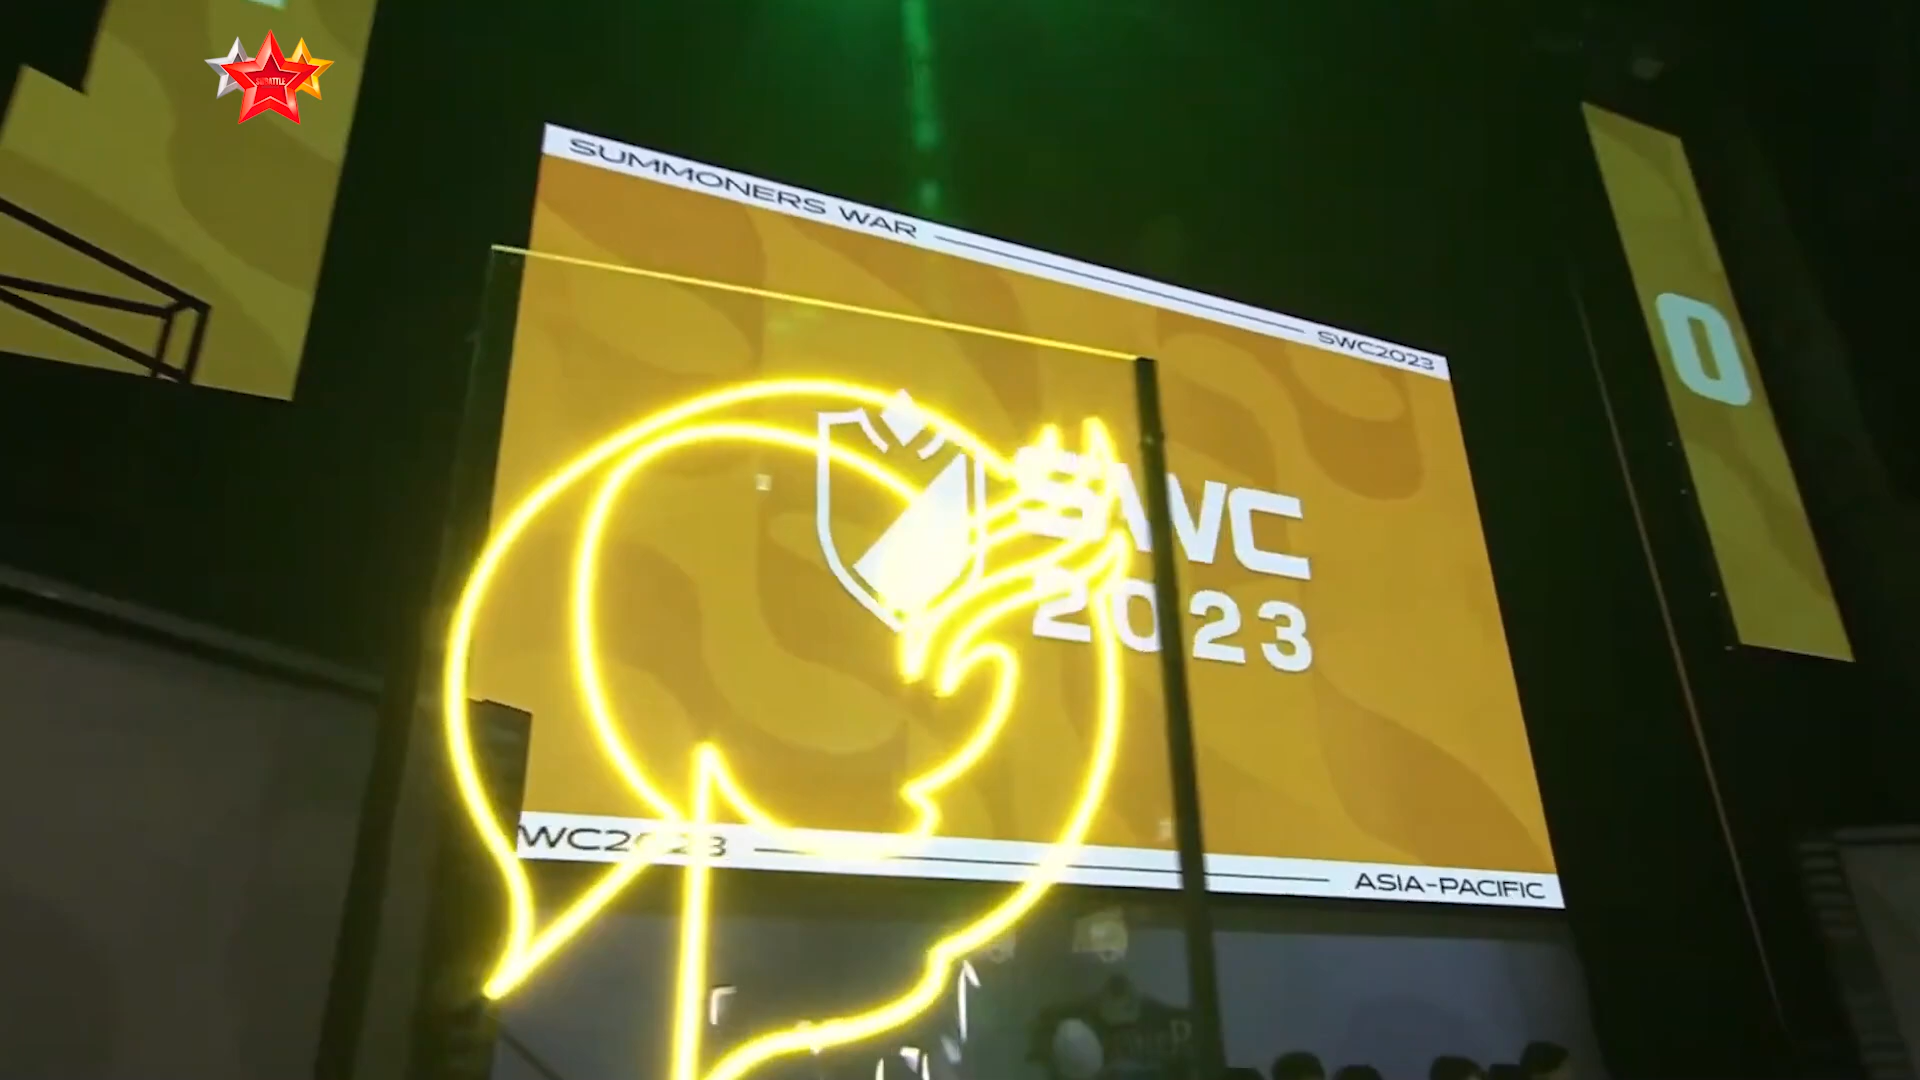 SUMMONERS WAR
SWC2023
0
SWC
2023
WC2023
ASIA-PACIFIC